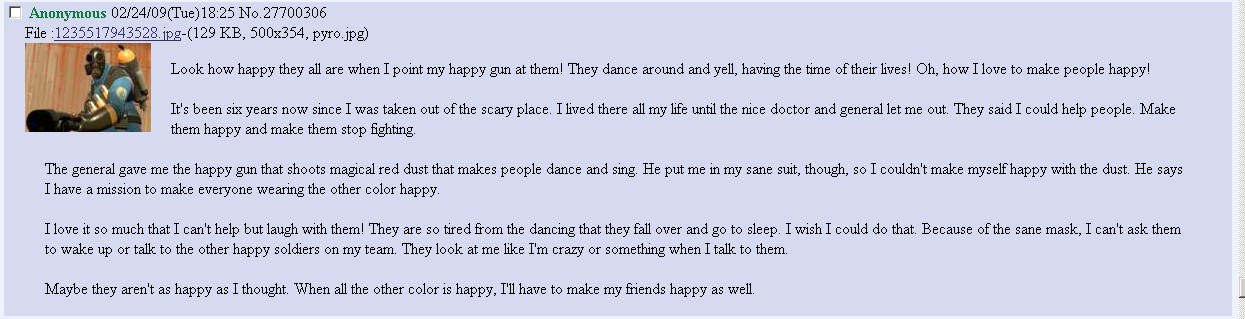 Anonymous 02/24/09(Tue)18:25 No.27700306
File :1235517943528.jpg-(129 KB, 500x354, pyro.jpg)
Look how happy they all are when I point my happy gun at them! They dance around and yell, having the time of their lives! Oh, how I love to make people happy!
It's been six years now since I was taken out of the scary place. I lived there all my life until the nice doctor and general let me out. They said I could help people. Make
them happy and make them stop fighting.
The general gave me the happy gun that shoots magical red dust that makes people dance and sing. He put me in my sane suit, though, so I couldn't make myself happy with the dust. He says
I have a mission to make everyone wearing the other color happy.
I love it so much that I can't help but laugh with them! They are so tired from the dancing that they fall over and go to sleep. I wish I could do that. Because of the sane mask, I can't ask them
to wake up or talk to the other happy soldiers on my team. They look at me like I'm crazy or something when I talk to them.
Maybe they aren't as happy as I thought. When all the other color is happy, I'll have to make my friends happy as well.